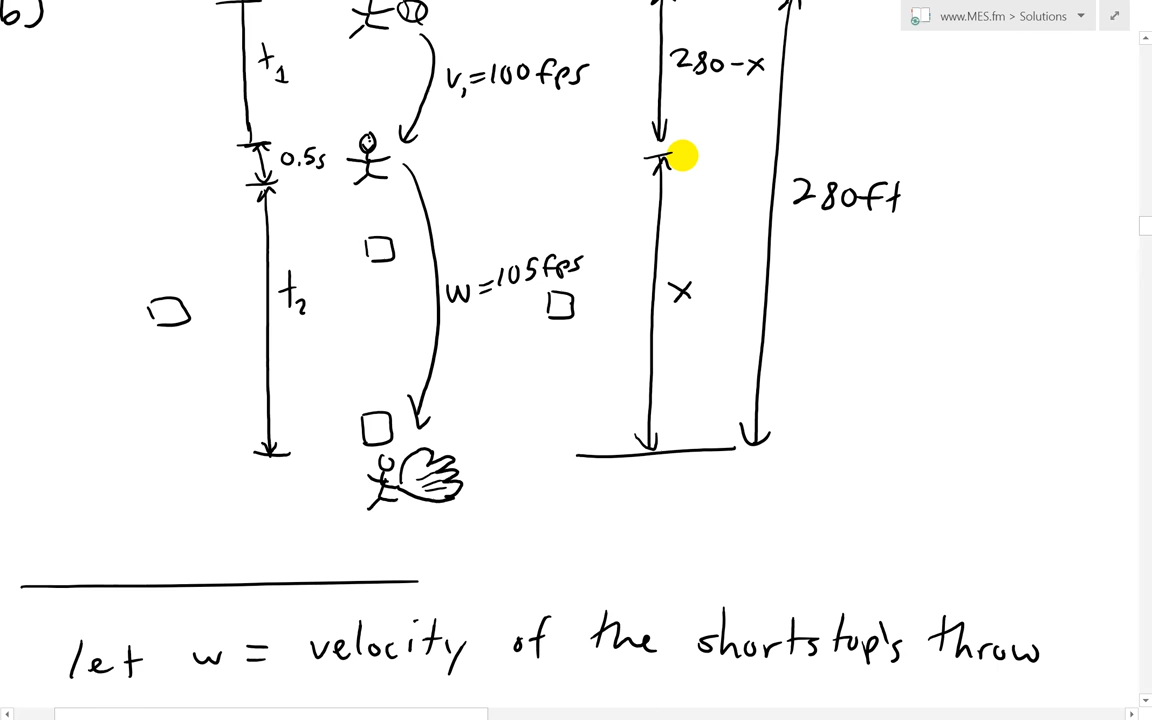 b)
www.MES.fm > Solutions
t₁
v₁=100fps
280-x
0.5s
280ft
w=105fps
t₂
x
let w = velocity of the shortstop's throw